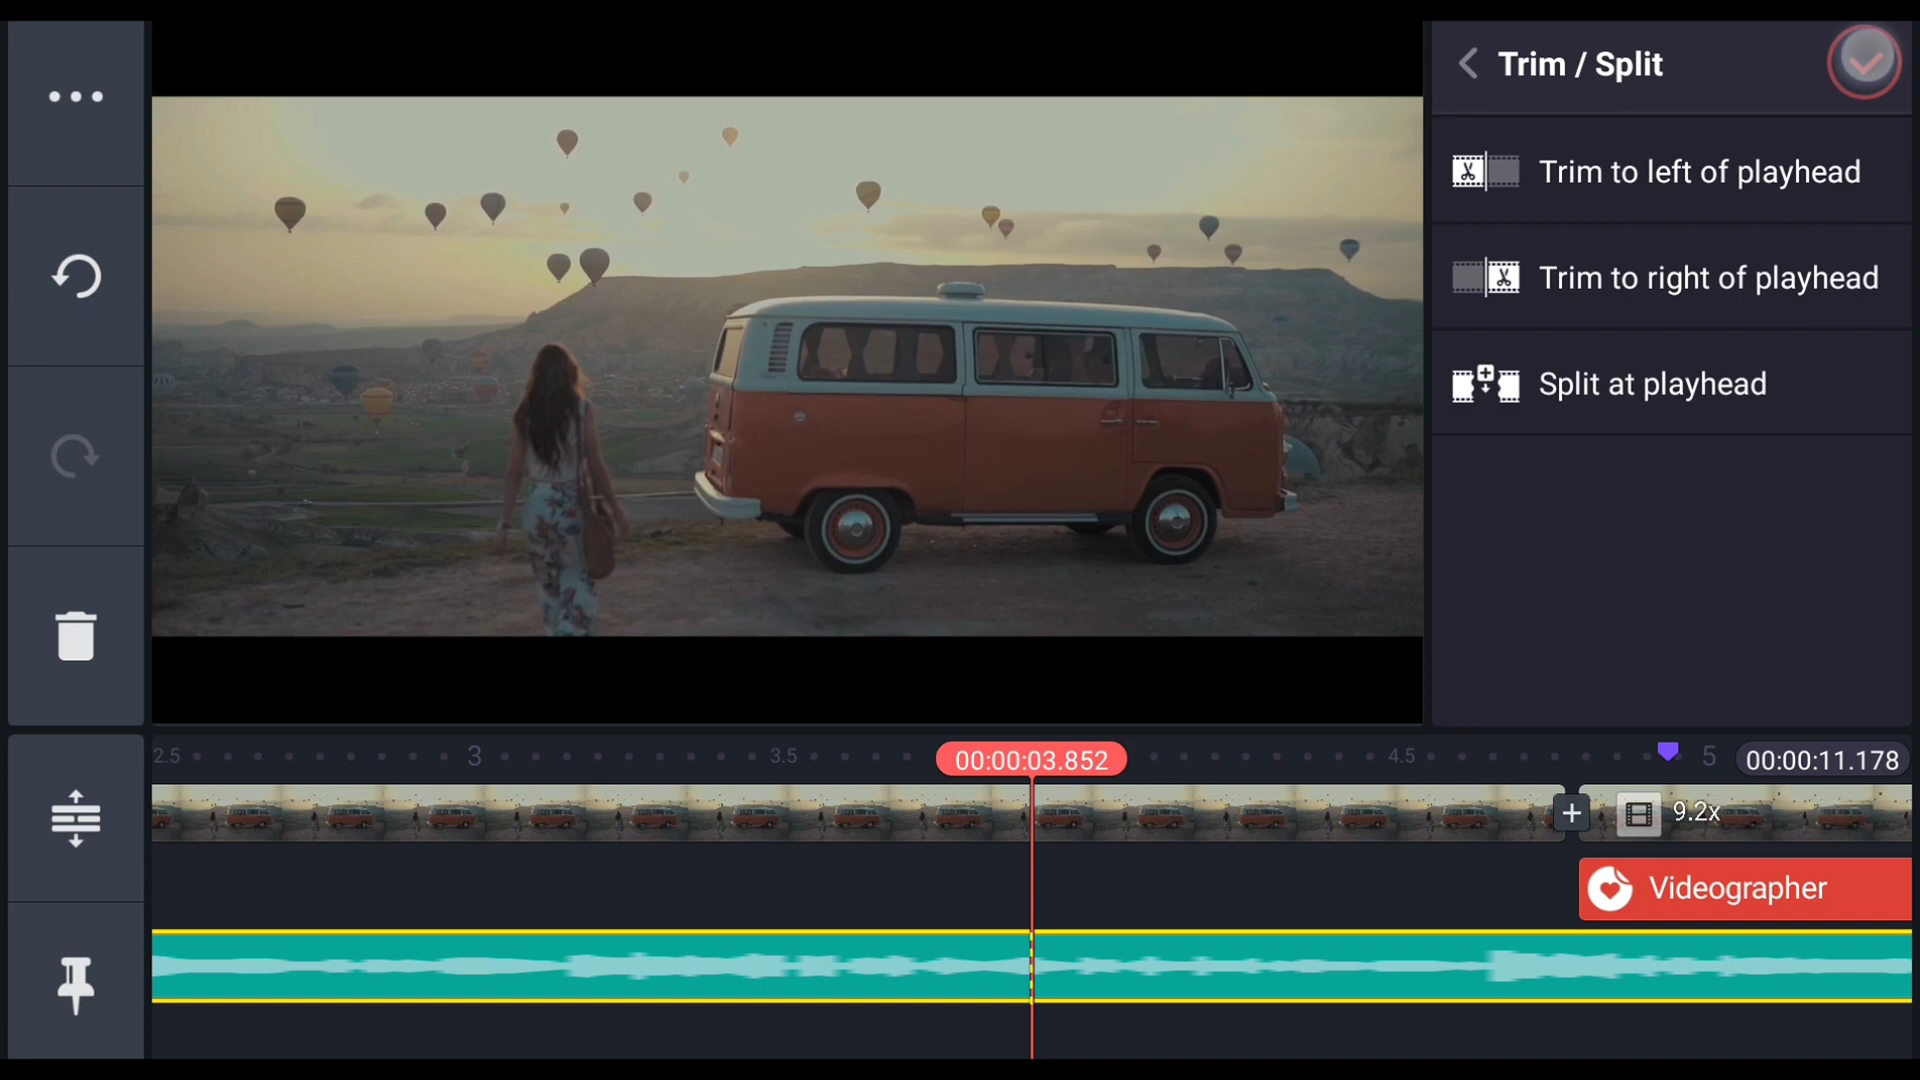 Trim / Split
Trim to left of playhead
Trim to right of playhead
Split at playhead
2.5
3
3.5
00:00:03.852
4.5
5
00:00:11.178
9.2x
Videographer